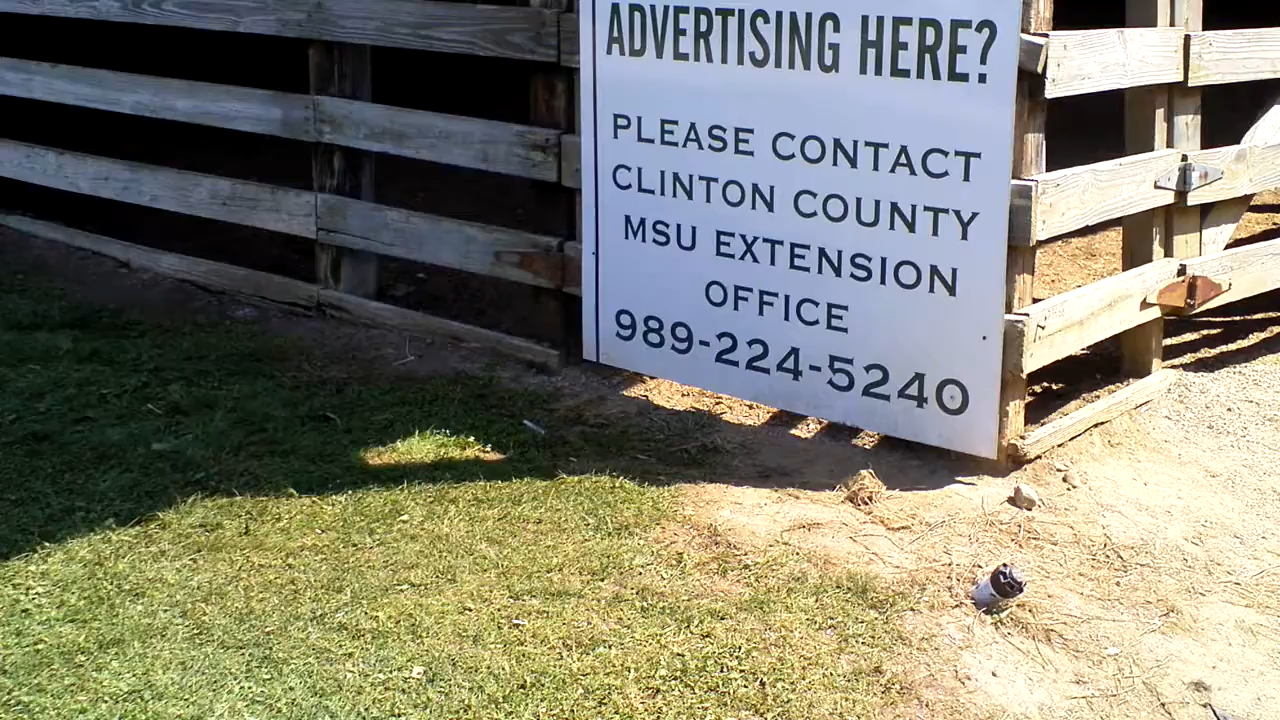 ADVERTISING HERE?
PLEASE CONTACT
CLINTON COUNTY
MSU EXTENSION
OFFICE
989-224-5240